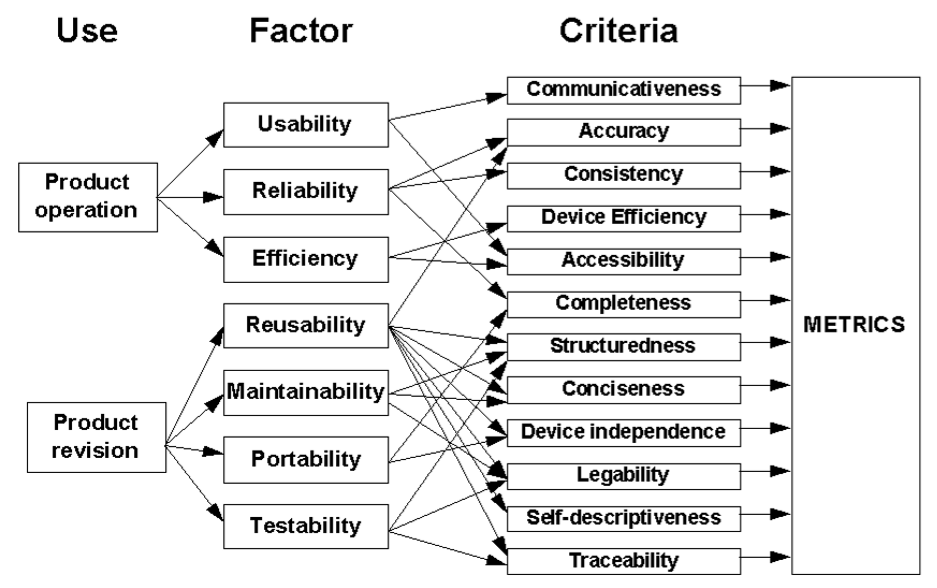 Use
Factor
Criteria
Product
operation
Product
revision
Usability
Reliability
Efficiency
Reusability
Maintainability
Portability
Testability
Communicativeness
Accuracy
Consistency
Device Efficiency
Accessibility
Completeness
Structuredness
Conciseness
Device independence
Legability
Self-descriptiveness
Traceability
METRICS